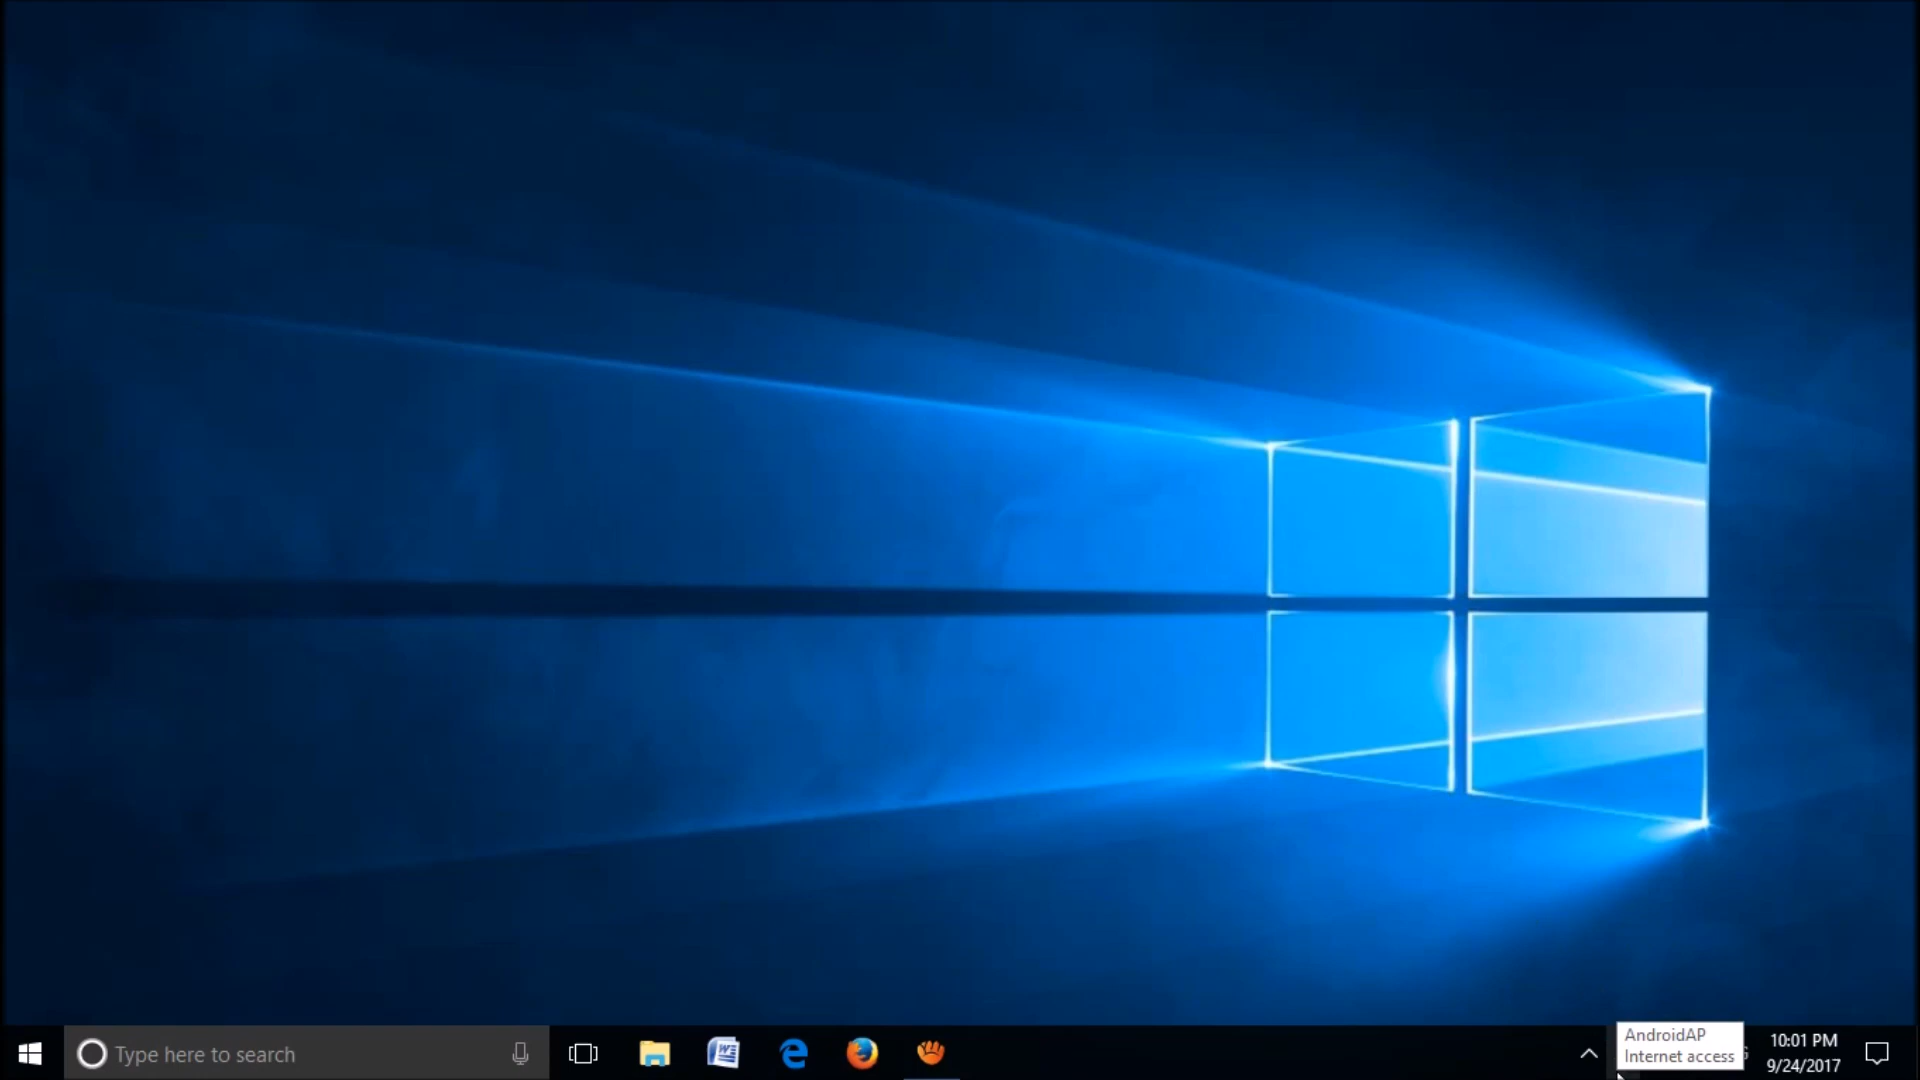 Type here to search
AndroidAP
Internet access
10:01 PM
9/24/2017